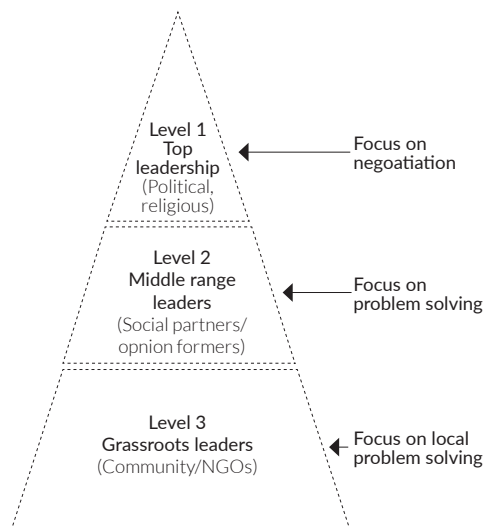 Level 1
Top
leadership
(Political,
religious)
Focus on
negoatiation
Level 2
Middle range
leaders
(Social partners/
opnion formers)
Focus on
problem solving
Level 3
Grassroots leaders
(Community/NGOs)
Focus on local
problem solving